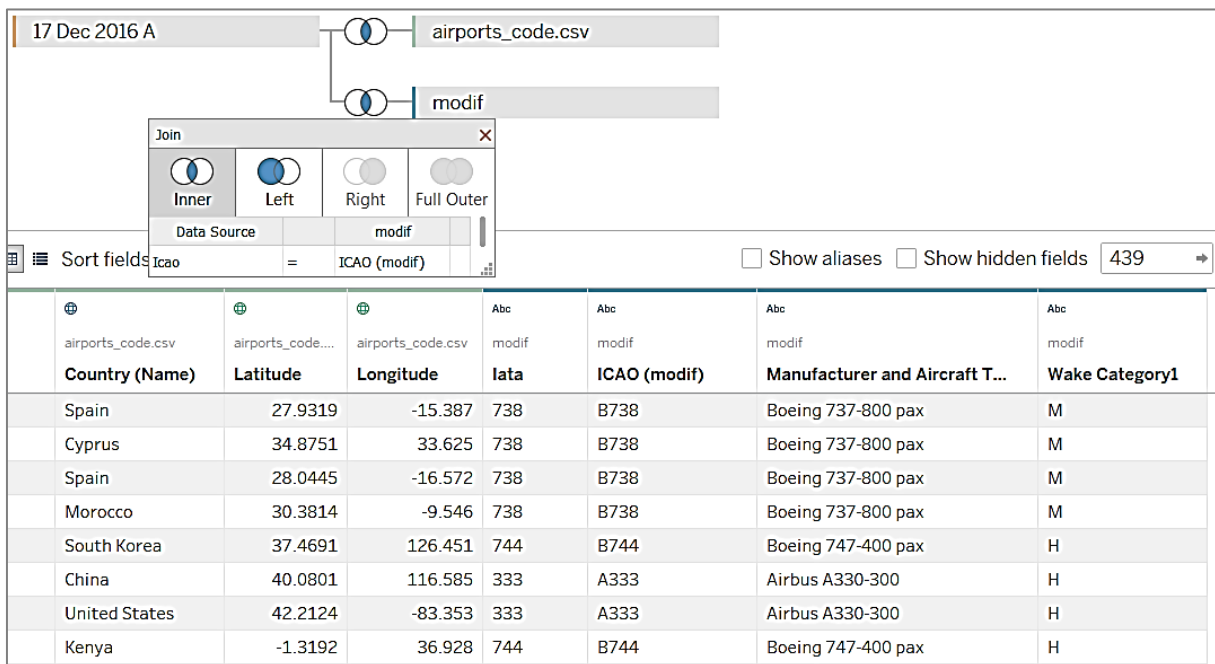 17 Dec 2016 A airports_code.csv
modif
Join
Inner Left Right Full Outer
Data Source modif
Icao = ICAO (modif)
Sort fields Show aliases Show hidden fields 439
Abc Abc Abc Abc
airports_code.csv airports_code.... airports_code.csv modif modif modif modif
Country (Name) Latitude Longitude Iata ICAO (modif) Manufacturer and Aircraft T... Wake Category1
Spain 27.9319 -15.387 738 B738 Boeing 737-800 pax M
Cyprus 34.8751 33.625 738 B738 Boeing 737-800 pax M
Spain 28.0445 -16.572 738 B738 Boeing 737-800 pax M
Morocco 30.3814 -9.546 738 B738 Boeing 737-800 pax M
South Korea 37.4691 126.451 744 B744 Boeing 747-400 pax H
China 40.0801 116.585 333 A333 Airbus A330-300 H
United States 42.2124 -83.353 333 A333 Airbus A330-300 H
Kenya -1.3192 36.928 744 B744 Boeing 747-400 pax H